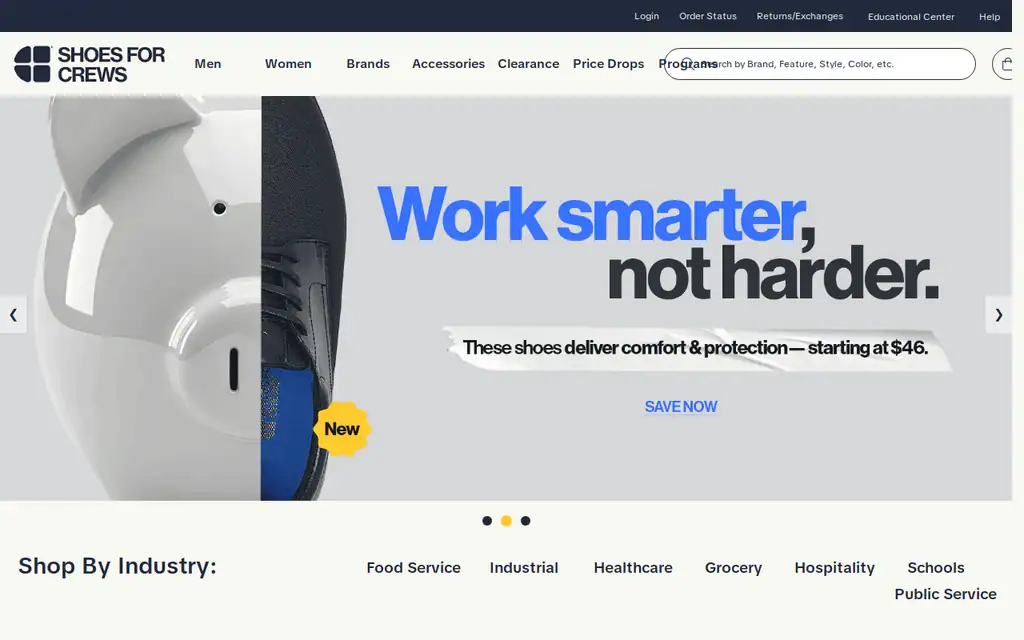 Login Order Status Returns/Exchanges Educational Center Help
SHOES FOR
CREWS
Men Women Brands Accessories Clearance Price Drops Programs
Search by Brand, Feature, Style, Color, etc.
Work smarter,
not harder.
These shoes deliver comfort & protection— starting at $46.
SAVE NOW
New
Shop By Industry:
Food Service Industrial Healthcare Grocery Hospitality Schools
Public Service